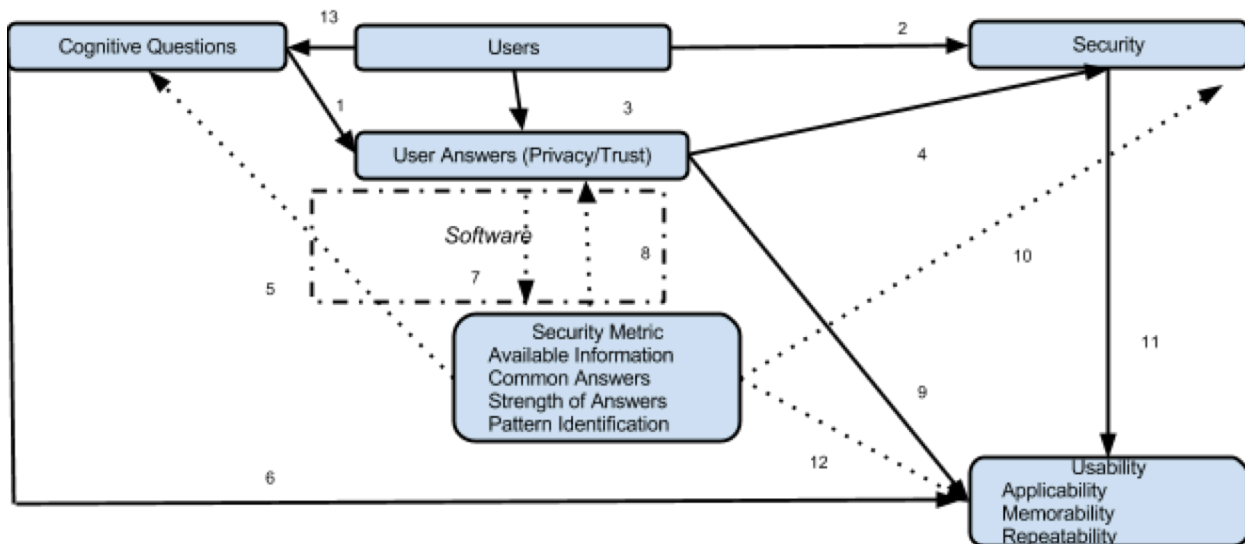 13
2
Cognitive Questions
Users
Security
1
3
User Answers (Privacy/Trust)
4
Software
8
10
5
7
Security Metric
Available Information
Common Answers
Strength of Answers
Pattern Identification
11
9
6
12
Usability
Applicability
Memorability
Repeatability